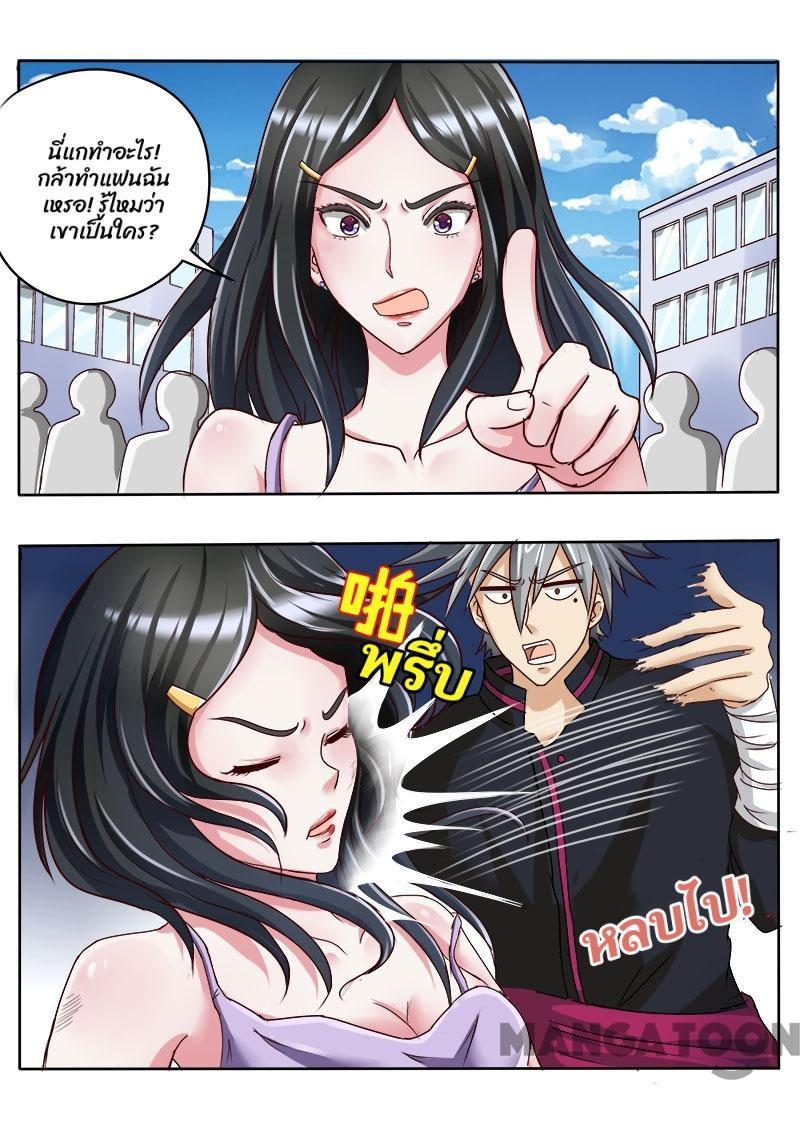 นี่แกทำอะไร!
กล้าทำแฟนฉัน
เหรอ! รู้ไหมว่า
เขาเป็นใคร?
啪
พรึ่บ
หลบไป!
MANGATOON